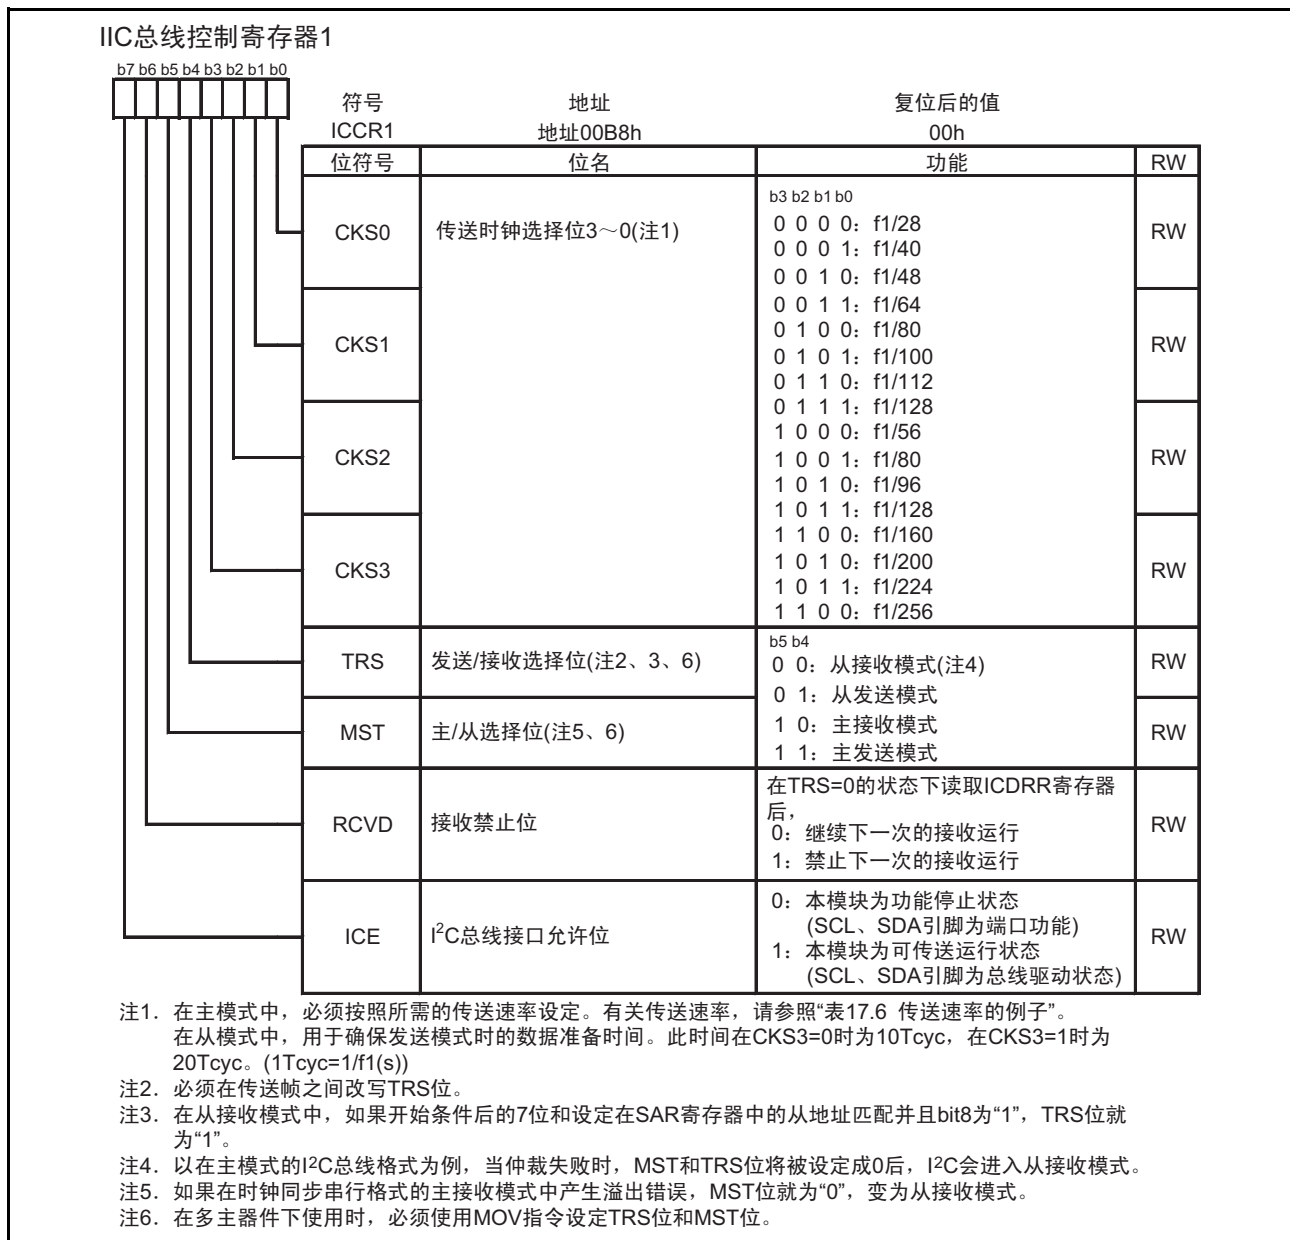 IIC总线控制寄存器1
b7 b6 b5 b4 b3 b2 b1 b0
符号 地址 复位后的值
ICCR1 地址00B8h 00h
位符号 位名 功能 RW
CKS0 传送时钟选择位3～0(注1) RW
b3 b2 b1 b0
0 0 0 0：f1/28
0 0 0 1：f1/40
0 0 1 0：f1/48
0 0 1 1：f1/64
CKS1 RW
0 1 0 0：f1/80
0 1 0 1：f1/100
0 1 1 0：f1/112
0 1 1 1：f1/128
CKS2 RW
1 0 0 0：f1/56
1 0 0 1：f1/80
1 0 1 0：f1/96
1 0 1 1：f1/128
CKS3 RW
1 1 0 0：f1/160
1 0 1 0：f1/200
1 0 1 1：f1/224
1 1 0 0：f1/256
TRS 发送/接收选择位(注2、3、6) RW
b5 b4
0 0：从接收模式(注4)
0 1：从发送模式
MST 主/从选择位(注5、6) RW
1 0：主接收模式
1 1：主发送模式
RCVD 接收禁止位 RW
在TRS=0的状态下读取ICDRR寄存器
后，
0：继续下一次的接收运行
1：禁止下一次的接收运行
ICE I²C总线接口允许位 RW
0：本模块为功能停止状态
(SCL、SDA引脚为端口功能)
1：本模块为可传送运行状态
(SCL、SDA引脚为总线驱动状态)
注1．在主模式中，必须按照所需的传送速率设定。有关传送速率，请参照“表17.6 传送速率的例子”。
在从模式中，用于确保发送模式时的数据准备时间。此时间在CKS3=0时为10Tcyc，在CKS3=1时为
20Tcyc。(1Tcyc=1/f1(s))
注2．必须在传送帧之间改写TRS位。
注3．在从接收模式中，如果开始条件后的7位和设定在SAR寄存器中的从地址匹配并且bit8为“1”，TRS位就
为“1”。
注4．以在主模式的I²C总线格式为例，当仲裁失败时，MST和TRS位将被设定成0后，I²C会进入从接收模式。
注5．如果在时钟同步串行格式的主接收模式中产生溢出错误，MST位就为“0”，变为从接收模式。
注6．在多主器件下使用时，必须使用MOV指令设定TRS位和MST位。